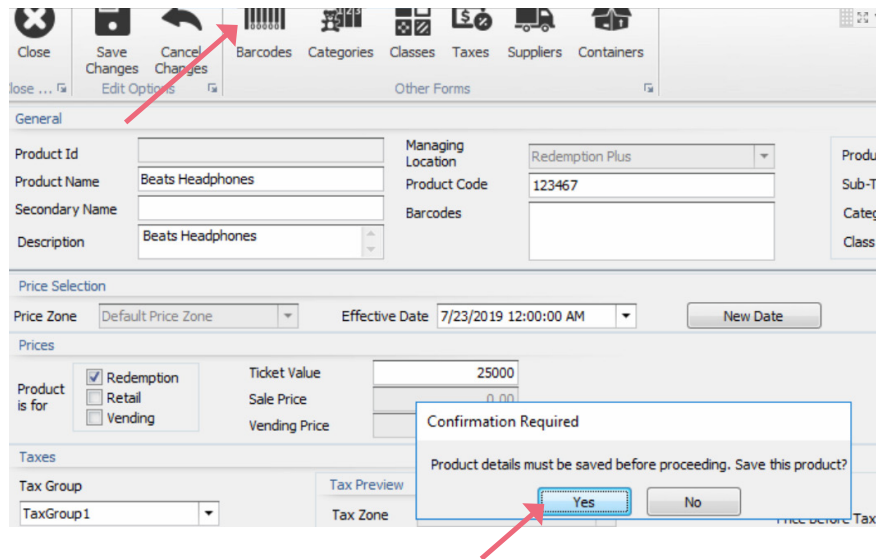 Close Save Changes Cancel Changes Barcodes Categories Classes Taxes Suppliers Containers
lose ... Edit Options Other Forms
General
Product Id
Managing Location Redemption Plus
Product Name Beats Headphones Product Code 123467
Secondary Name Barcodes
Description Beats Headphones
Class
Price Selection
Price Zone Default Price Zone Effective Date 7/23/2019 12:00:00 AM New Date
Prices
Product is for
Redemption
Retail
Vending
Ticket Value 25000
Sale Price 0.00
Vending Price
Confirmation Required
Product details must be saved before proceeding. Save this product?
Yes No
Taxes
Tax Group Tax Preview
TaxGroup1 Tax Zone Price Before Tax